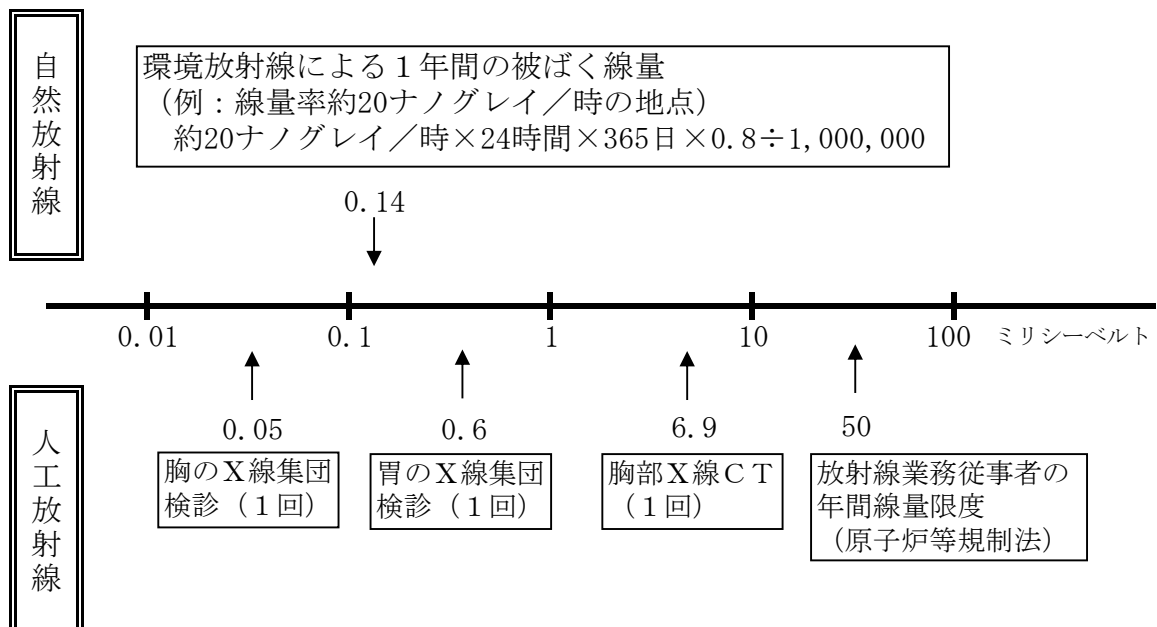 自然放射線
環境放射線による１年間の被ばく線量
（例：線量率約20ナノグレイ／時の地点）
約20ナノグレイ／時×24時間×365日×0.8÷1,000,000
0.14
0.01 0.1 1 10 100 ミリシーベルト
人工放射線
0.05 0.6 6.9 50
胸のＸ線集団
検診（１回）
胃のＸ線集団
検診（１回）
胸部Ｘ線ＣＴ
（１回）
放射線業務従事者の
年間線量限度
（原子炉等規制法）